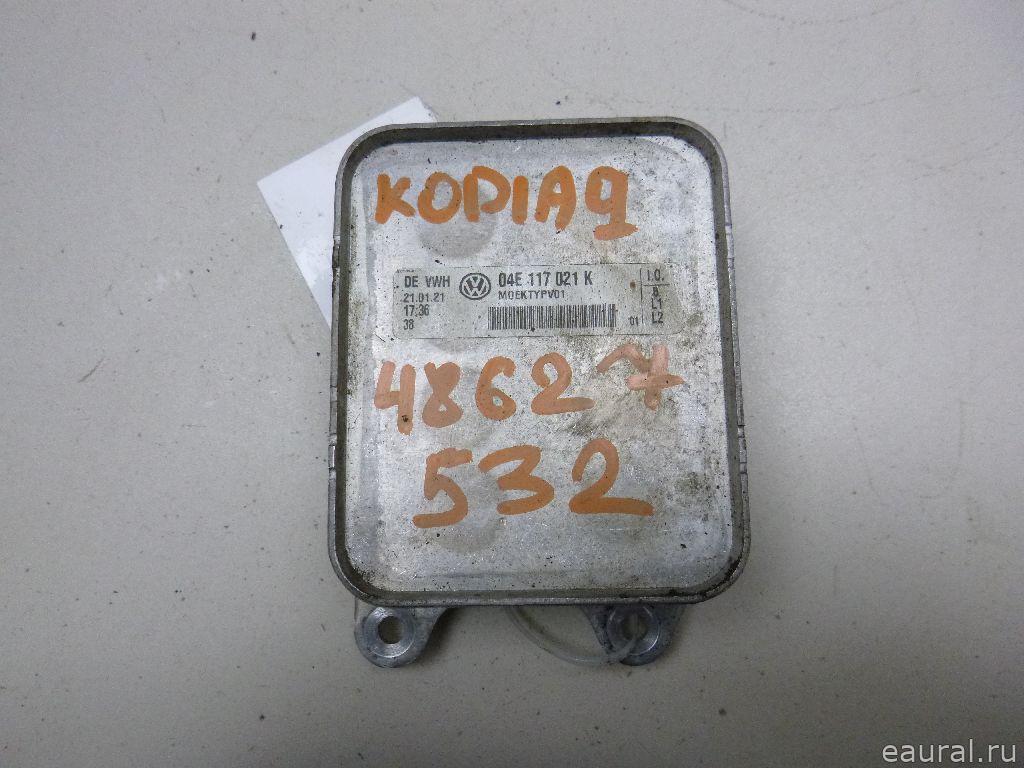 KODIAQ
DE VWH 04E 117 021 K I.O.
21.01.21 MOEKTYPV01 &
17:36 L1
38 01 L2
48627
532
eaural.ru